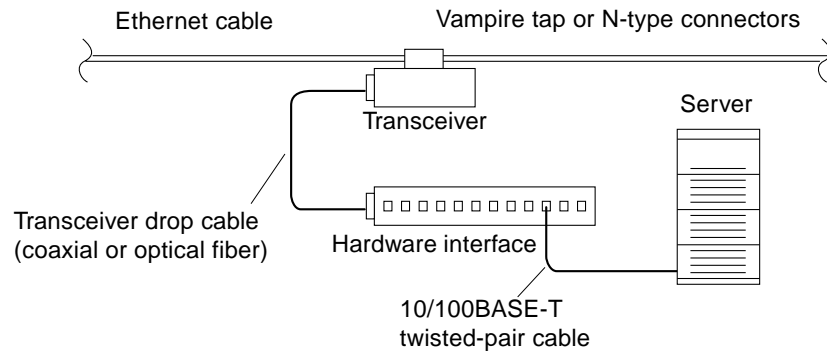 Ethernet cable
Vampire tap or N-type connectors
Transceiver
Server
Transceiver drop cable
(coaxial or optical fiber)
Hardware interface
10/100BASE-T
twisted-pair cable